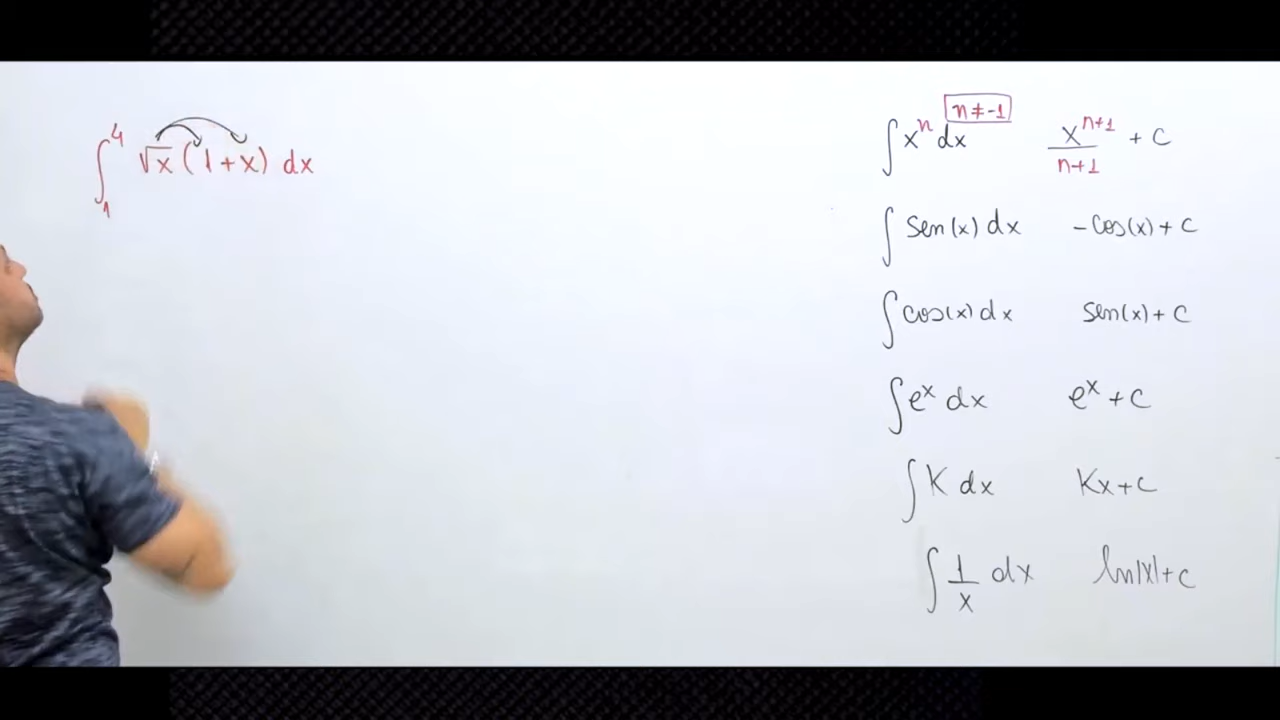 ∫₁⁴ √x (1+x) dx
∫ xⁿ dx n≠-1 xⁿ⁺¹/n+1 + C
∫ Sen(x) dx -Cos(x) + C
∫ cos(x) dx Sen(x) + C
∫ eˣ dx eˣ + C
∫ K dx Kx + C
∫ 1/x dx ln|x| + C